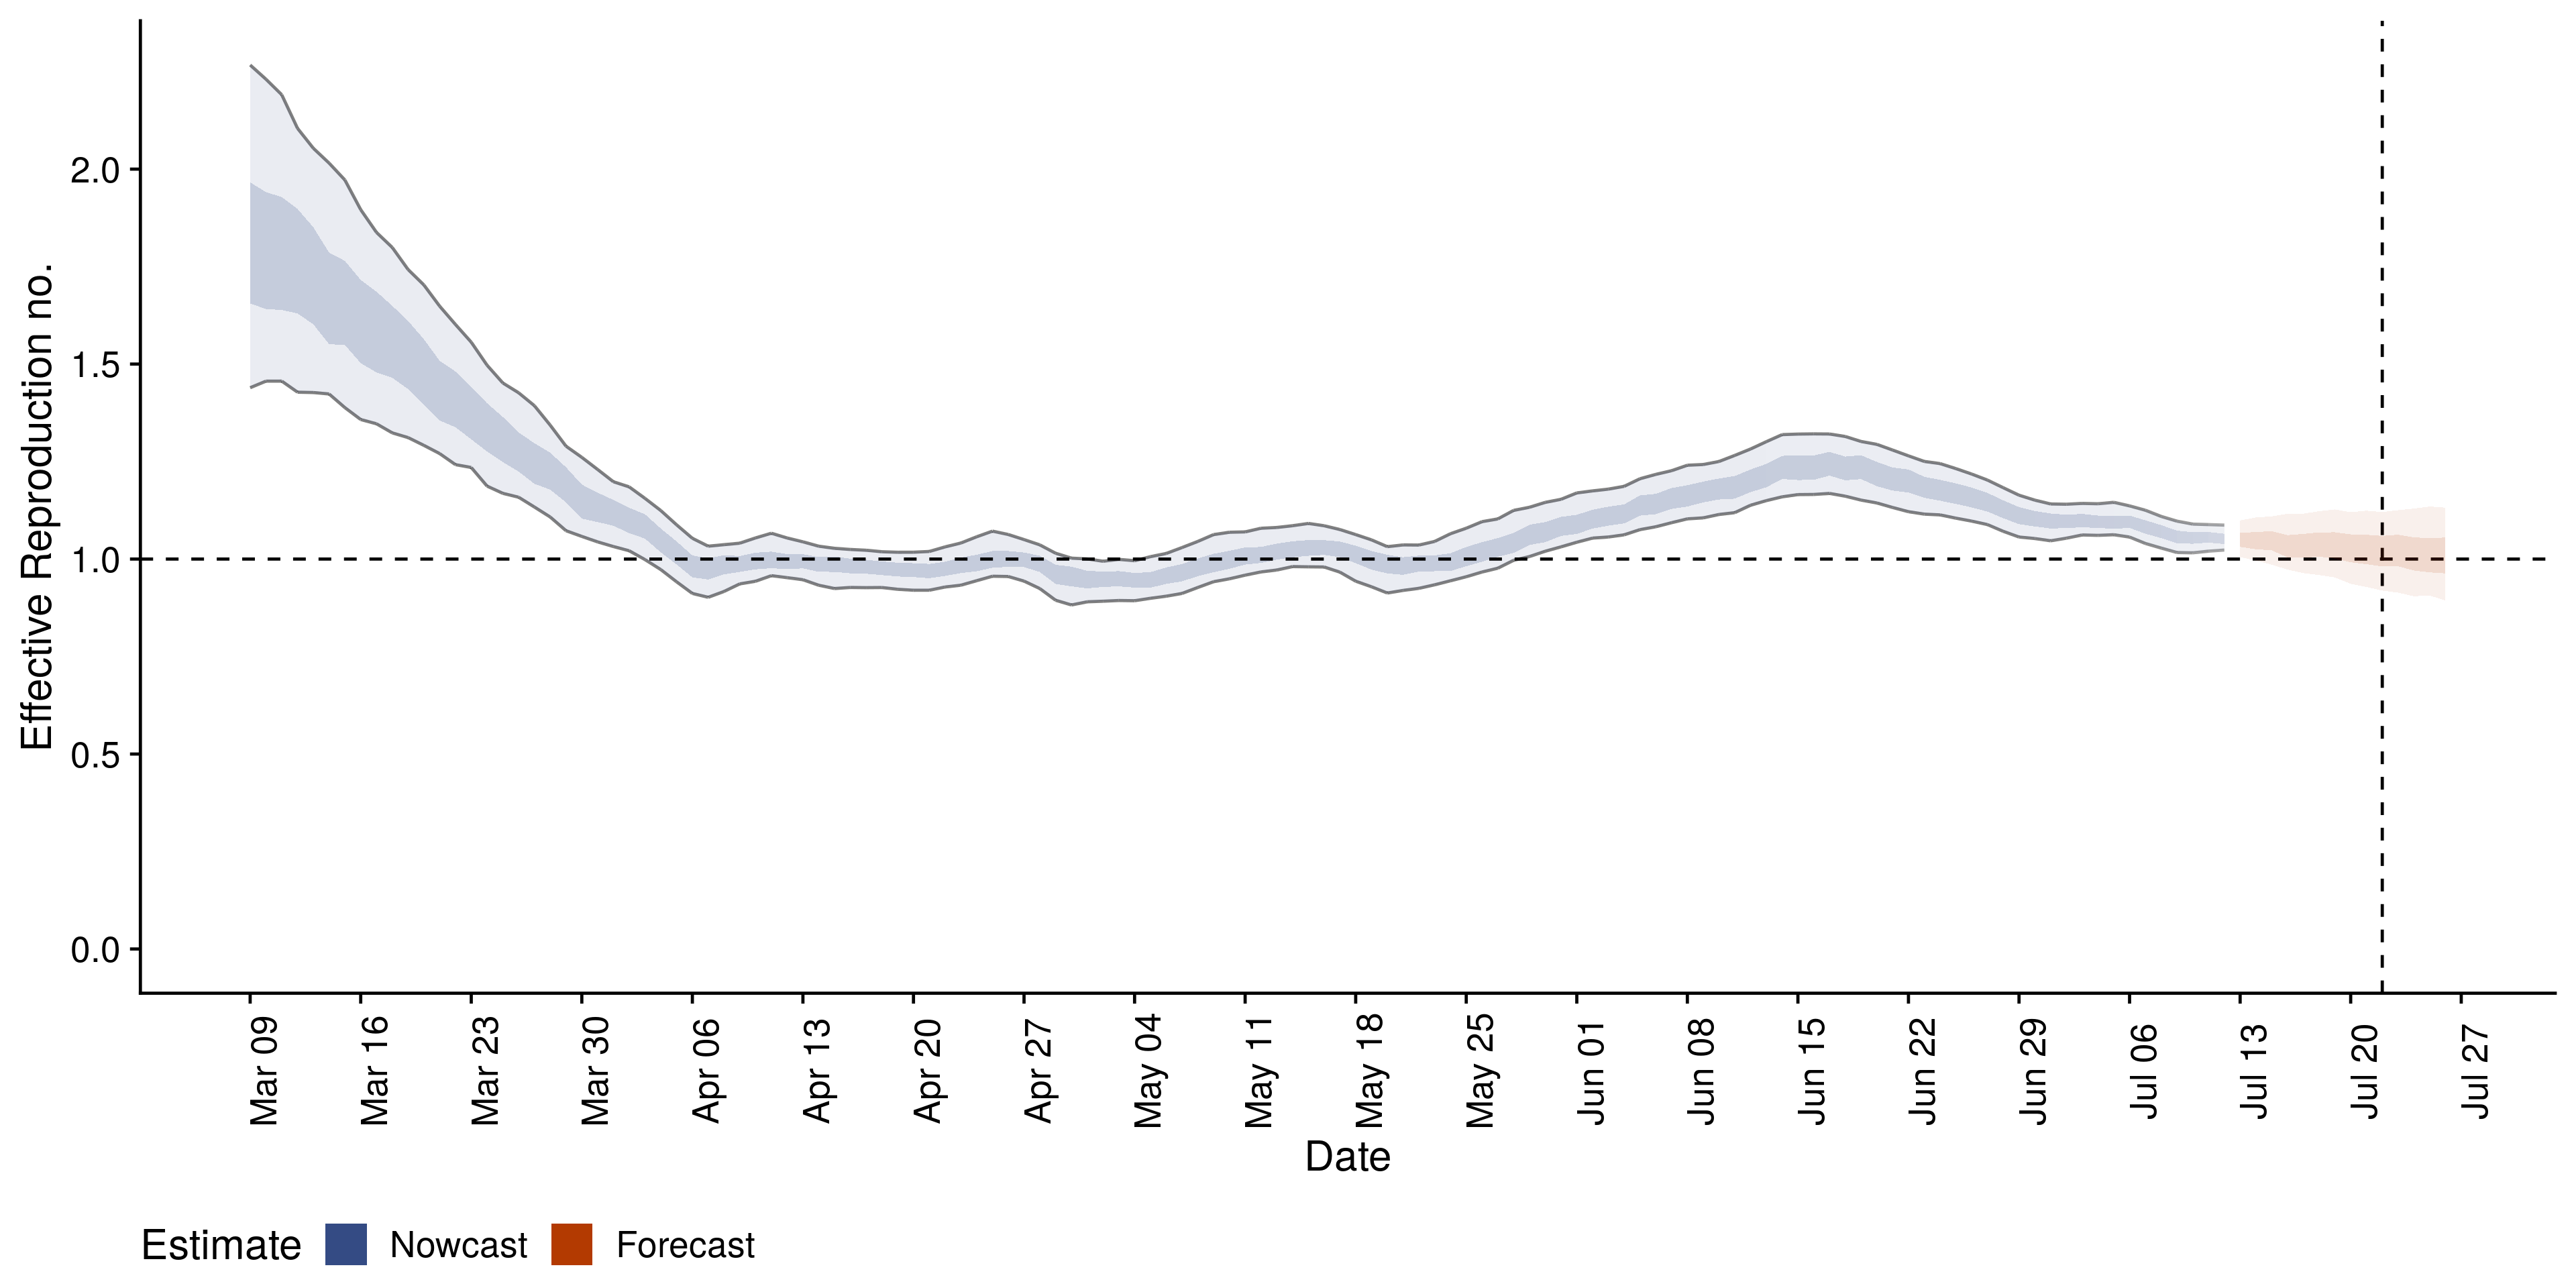 Effective Reproduction no.
2.0
1.5
1.0
0.5
0.0
Mar 09
Mar 16
Mar 23
Mar 30
Apr 06
Apr 13
Apr 20
Apr 27
May 04
May 11
May 18
May 25
Jun 01
Jun 08
Jun 15
Jun 22
Jun 29
Jul 06
Jul 13
Jul 20
Jul 27
Date
Estimate Nowcast Forecast